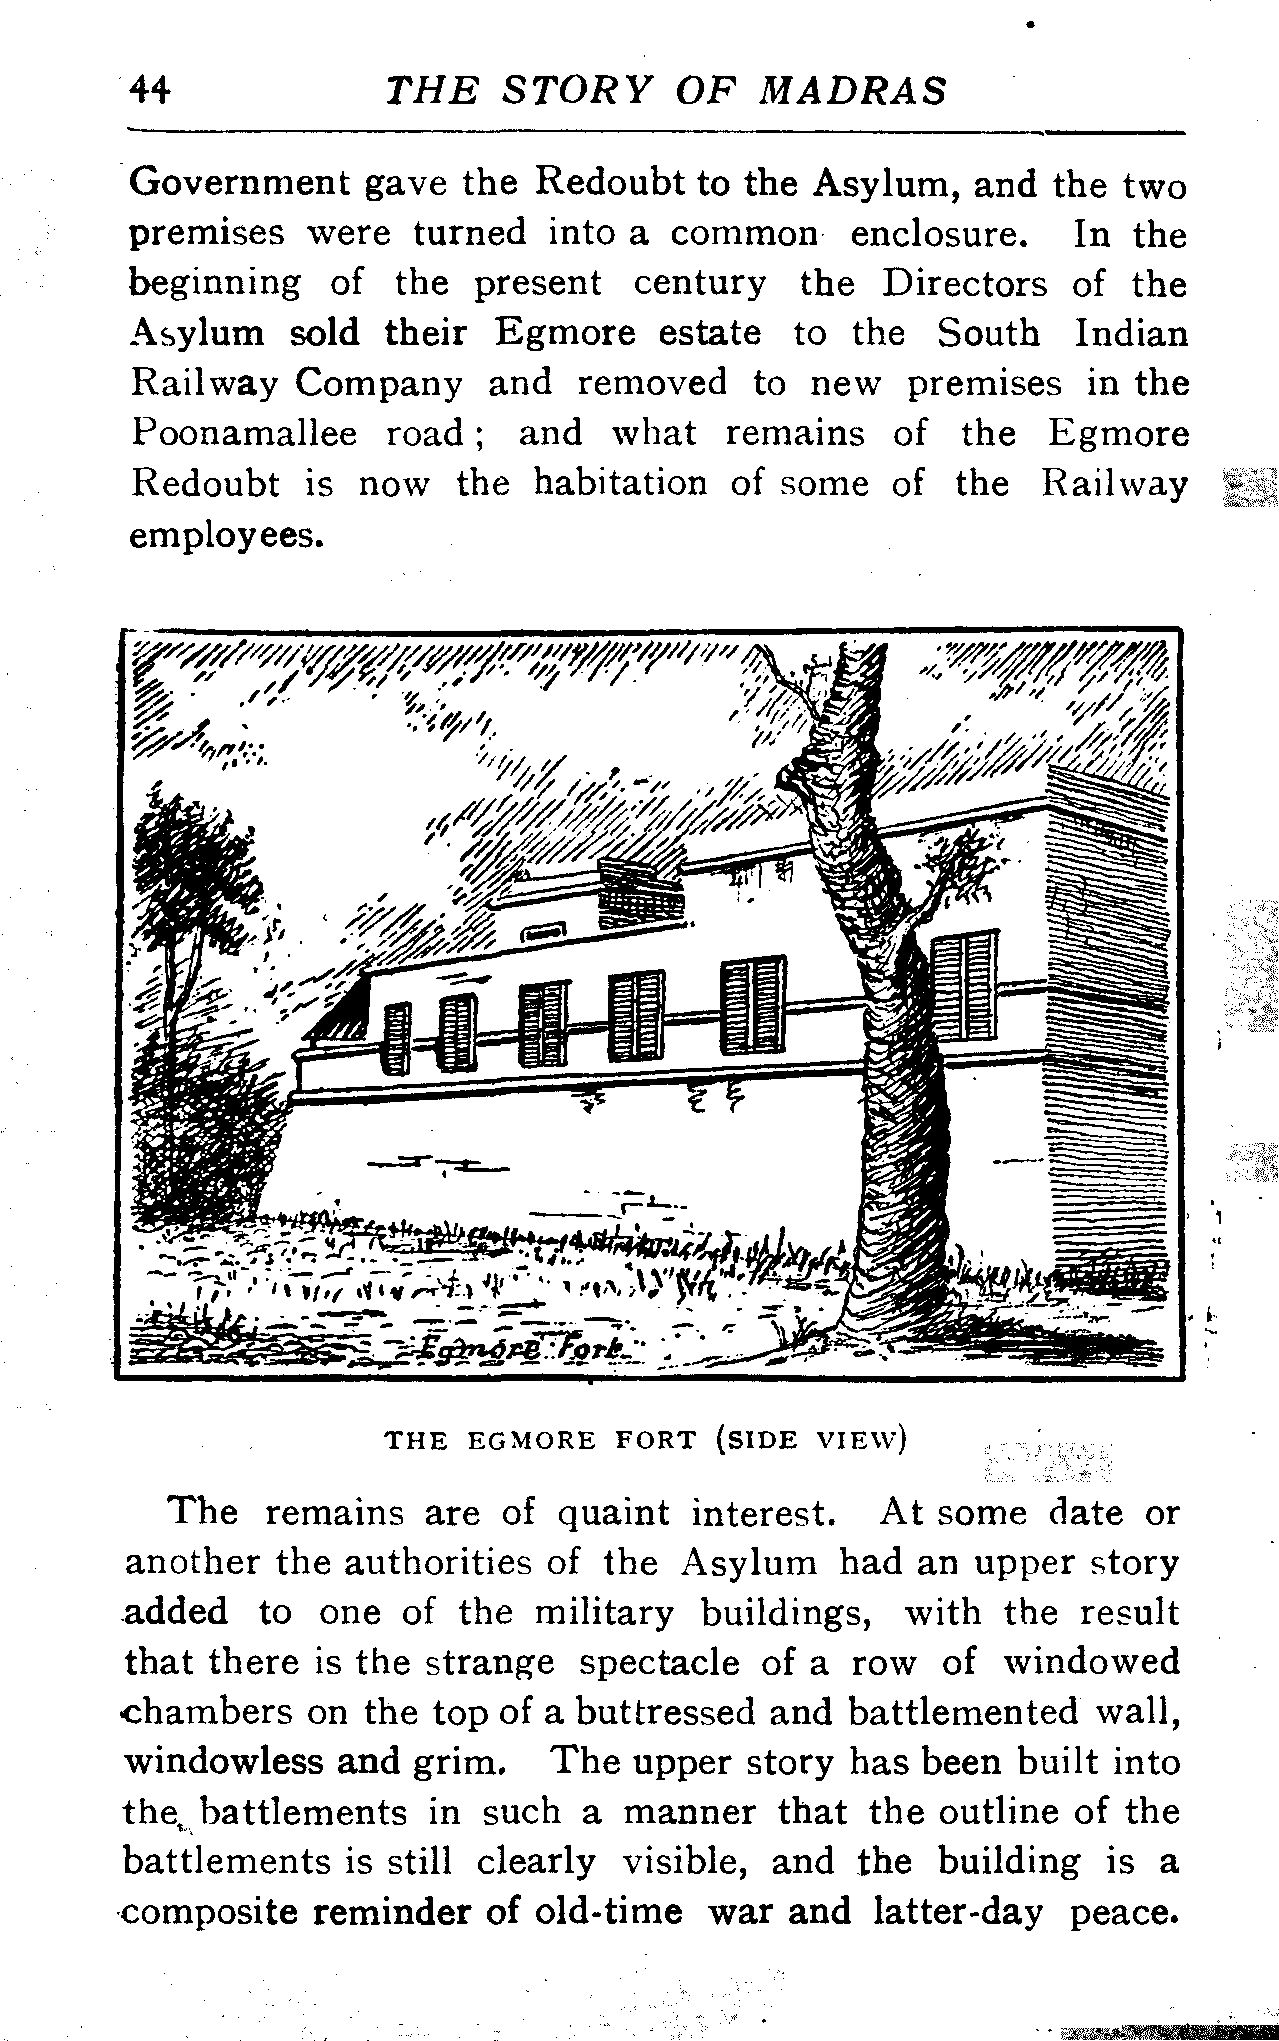 44 THE STORY OF MADRAS
Government gave the Redoubt to the Asylum, and the two
premises were turned into a common enclosure. In the
beginning of the present century the Directors of the
Asylum sold their Egmore estate to the South Indian
Railway Company and removed to new premises in the
Poonamallee road ; and what remains of the Egmore
Redoubt is now the habitation of some of the Railway
employees.
Egmore Fort
THE EGMORE FORT (SIDE VIEW)
The remains are of quaint interest. At some date or
another the authorities of the Asylum had an upper story
added to one of the military buildings, with the result
that there is the strange spectacle of a row of windowed
chambers on the top of a buttressed and battlemented wall,
windowless and grim. The upper story has been built into
the battlements in such a manner that the outline of the
battlements is still clearly visible, and the building is a
composite reminder of old-time war and latter-day peace.